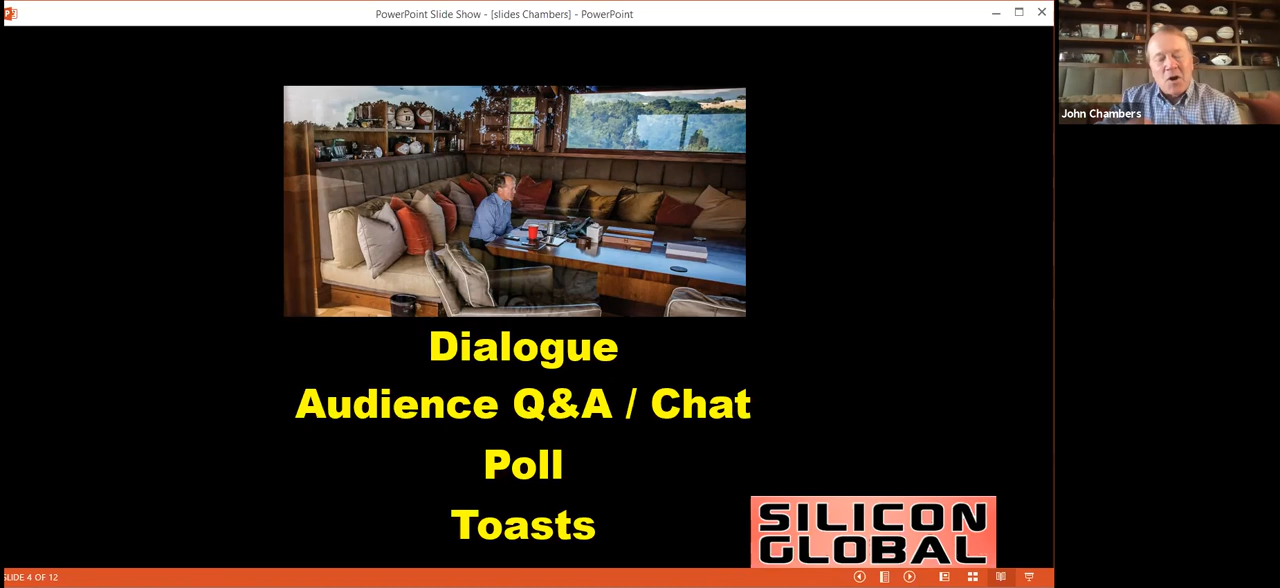 PowerPoint Slide Show - [slides Chambers] - PowerPoint
John Chambers
Dialogue
Audience Q&A / Chat
Poll
Toasts
SILICON
GLOBAL
SLIDE 4 OF 12